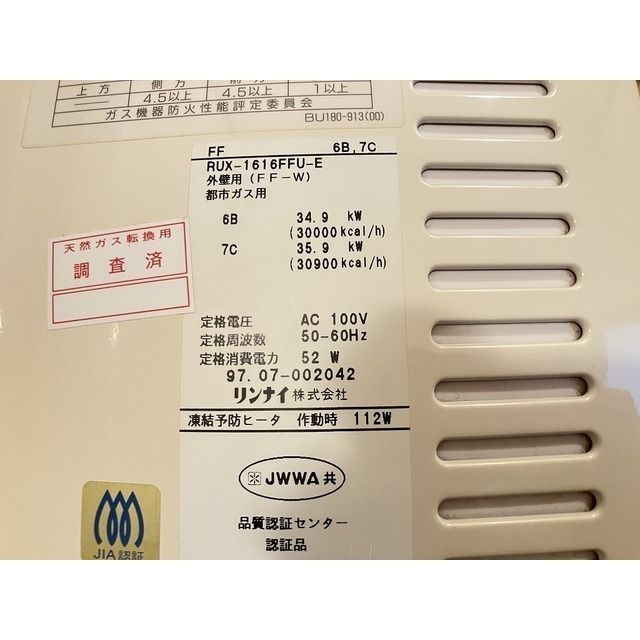 上方 側方 前方
4.5以上 4.5以上 1以上
ガス機器防火性能評定委員会
BU180-913(00)
FF 6B,7C
RUX-1616FFU-E
外壁用(FF-W)
都市ガス用
6B 34.9 kW
(30000kcal/h)
7C 35.9 kW
(30900kcal/h)
天然ガス転換用
調査済
定格電圧 AC 100V
定格周波数 50-60Hz
定格消費電力 52 W
97.07-002042
リンナイ株式会社
凍結予防ヒータ 作動時 112W
JWWA 共
品質認証センター
認証品
JIA認証